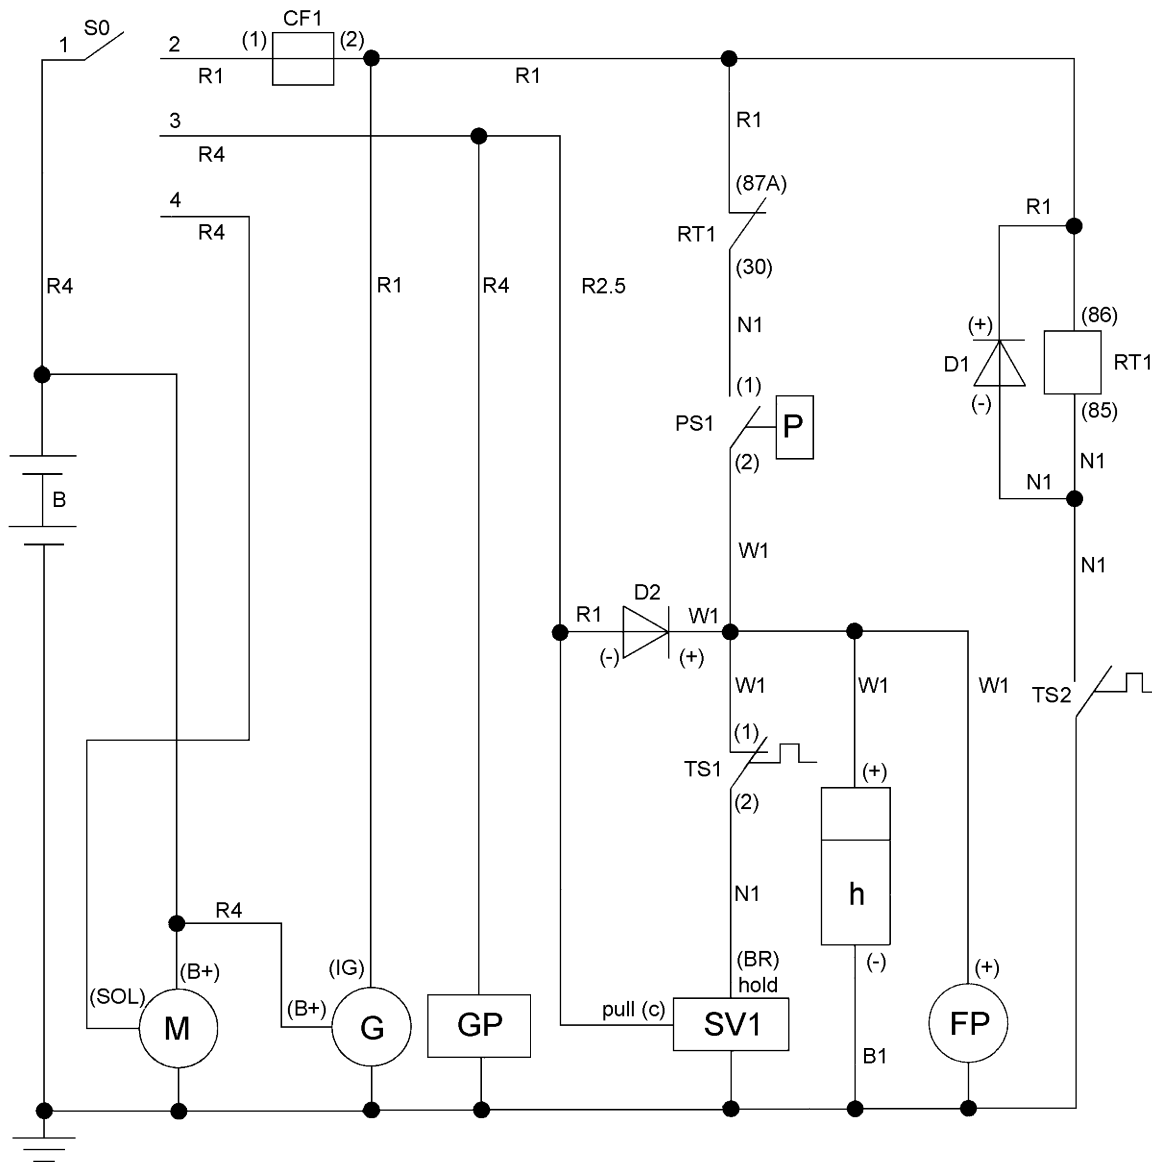 CF1
S0
1
2
(1)
(2)
R1
R1
3
R1
R4
(87A)
4
R4
R1
RT1
(30)
R4
R1
R4
R2.5
N1
(+)
(86)
D1
RT1
(1)
(-)
(85)
PS1
P
(2)
N1
N1
B
W1
N1
D2
R1
W1
(-)
(+)
W1
W1
W1
TS2
(1)
TS1
(+)
(2)
h
N1
R4
(BR)
(-)
(IG)
(+)
(B+)
hold
(SOL)
(B+)
pull (c)
M
G
GP
SV1
FP
B1